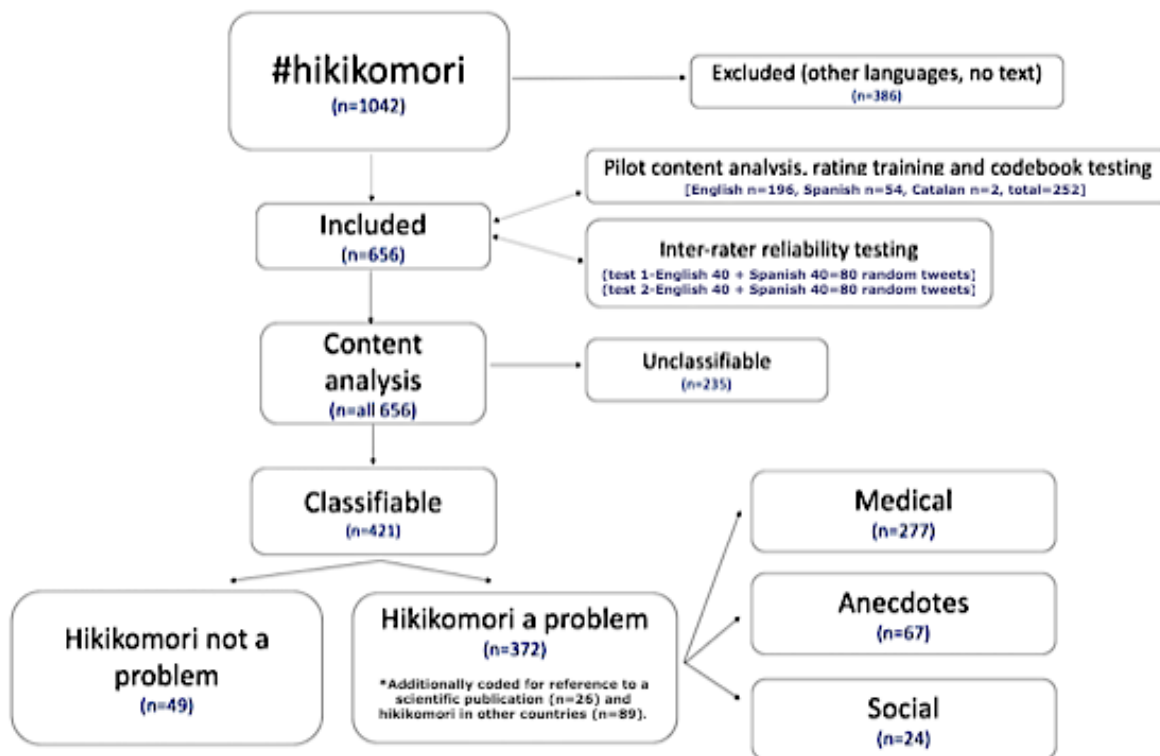 #hikikomori
(n=1042)
Excluded (other languages, no text)
(n=386)
Pilot content analysis, rating training and codebook testing
[English n=196, Spanish n=54, Catalan n=2, total=252]
Included
(n=656)
Inter-rater reliability testing
[test 1-English 40 + Spanish 40=80 random tweets]
[test 2-English 40 + Spanish 40=80 random tweets]
Content
analysis
(n=all 656)
Unclassifiable
(n=235)
Classifiable
(n=421)
Medical
(n=277)
Hikikomori not a
problem
(n=49)
Hikikomori a problem
(n=372)
*Additionally coded for reference to a
scientific publication (n=26) and
hikikomori in other countries (n=89).
Anecdotes
(n=67)
Social
(n=24)